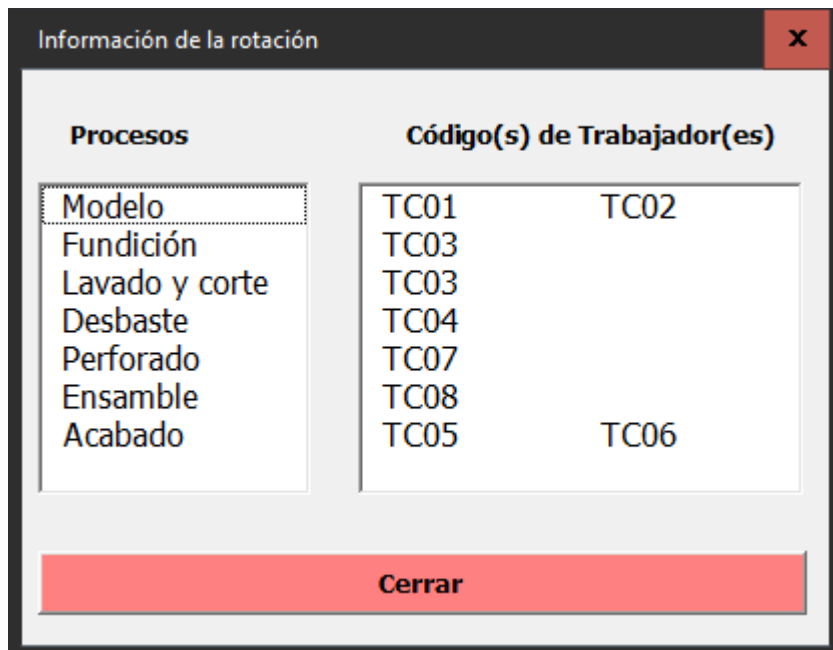 Información de la rotación
x
Procesos Código(s) de Trabajador(es)
Modelo TC01 TC02
Fundición TC03
Lavado y corte TC03
Desbaste TC04
Perforado TC07
Ensamble TC08
Acabado TC05 TC06
Cerrar